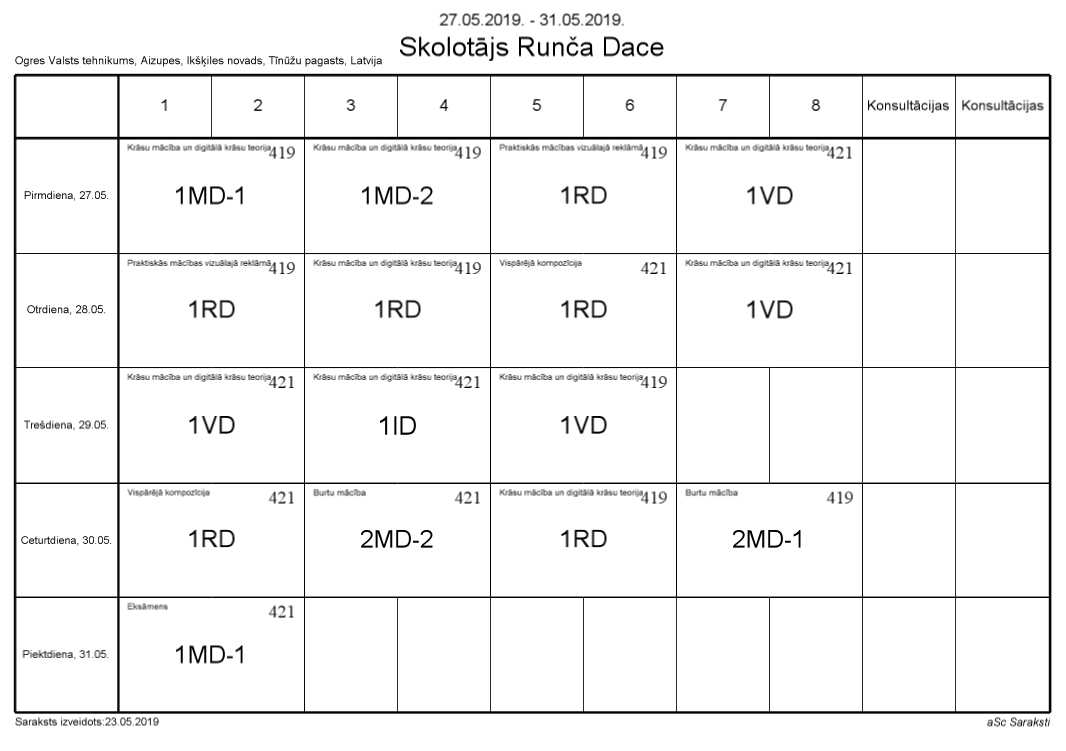 27.05.2019. - 31.05.2019.
Skolotājs Runča Dace
Ogres Valsts tehnikums, Aizupes, Ikšķiles novads, Tīnūžu pagasts, Latvija
1 2 3 4 5 6 7 8 Konsultācijas Konsultācijas
Pirmdiena, 27.05.
Krāsu mācība un digitālā krāsu teorija 419
1MD-1
Krāsu mācība un digitālā krāsu teorija 419
1MD-2
Praktiskās mācības vizuālajā reklāmā 419
1RD
Krāsu mācība un digitālā krāsu teorija 421
1VD
Otrdiena, 28.05.
Praktiskās mācības vizuālajā reklāmā 419
1RD
Krāsu mācība un digitālā krāsu teorija 419
1RD
Vispārējā kompozīcija 421
1RD
Krāsu mācība un digitālā krāsu teorija 421
1VD
Trešdiena, 29.05.
Krāsu mācība un digitālā krāsu teorija 421
1VD
Krāsu mācība un digitālā krāsu teorija 421
1ID
Krāsu mācība un digitālā krāsu teorija 419
1VD
Ceturtdiena, 30.05.
Vispārējā kompozīcija 421
1RD
Burtu mācība 421
2MD-2
Krāsu mācība un digitālā krāsu teorija 419
1RD
Burtu mācība 419
2MD-1
Piektdiena, 31.05.
Eksāmens 421
1MD-1
Saraksts izveidots:23.05.2019
aSc Saraksti